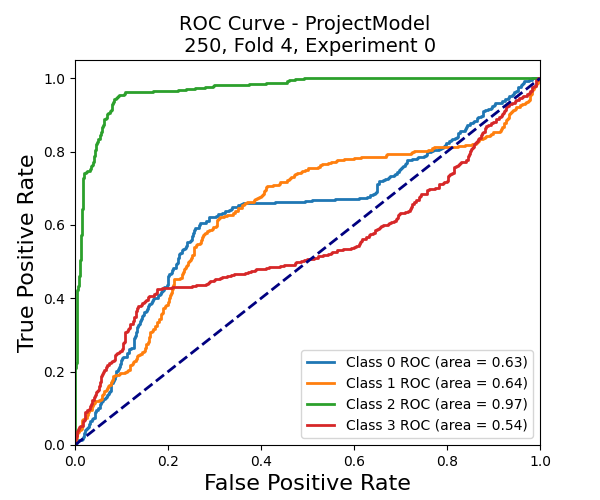 ROC Curve - ProjectModel
250, Fold 4, Experiment 0
True Positive Rate
1.0
0.8
0.6
0.4
0.2
0.0
Class 0 ROC (area = 0.63)
Class 1 ROC (area = 0.64)
Class 2 ROC (area = 0.97)
Class 3 ROC (area = 0.54)
0.0 0.2 0.4 0.6 0.8 1.0
False Positive Rate